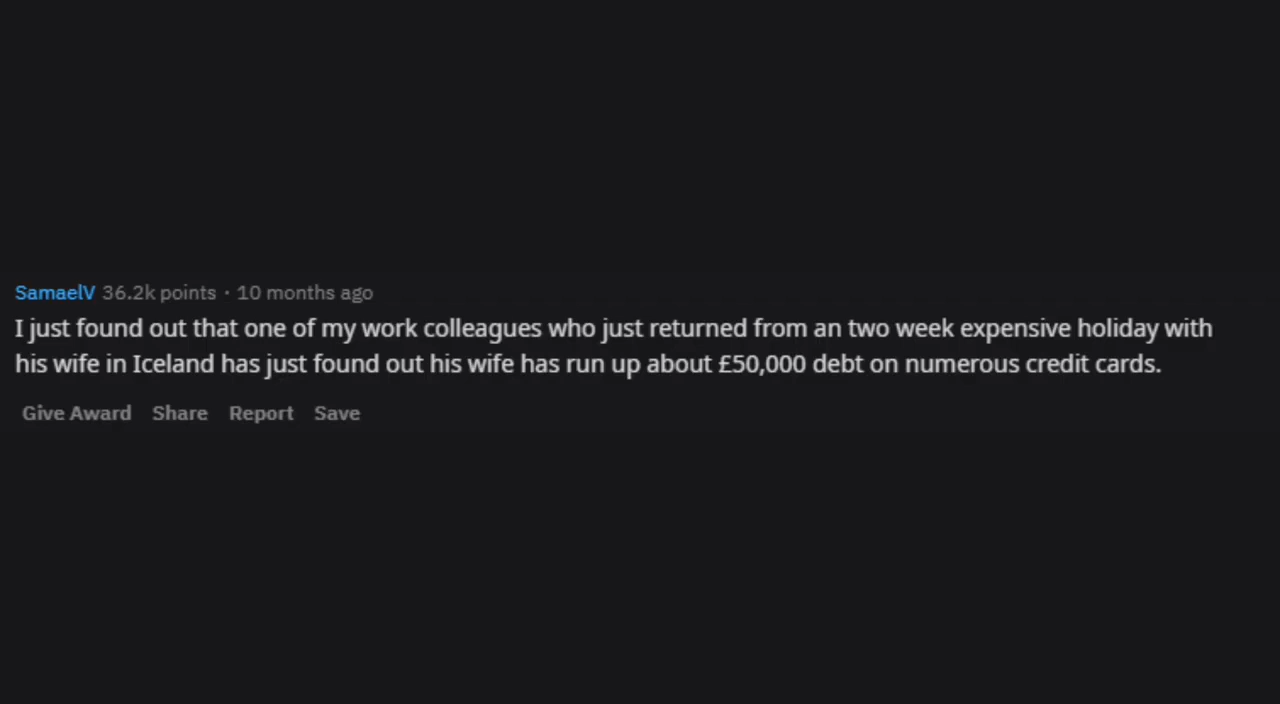 SamaelV 36.2k points · 10 months ago
I just found out that one of my work colleagues who just returned from an two week expensive holiday with
his wife in Iceland has just found out his wife has run up about £50,000 debt on numerous credit cards.
Give Award Share Report Save